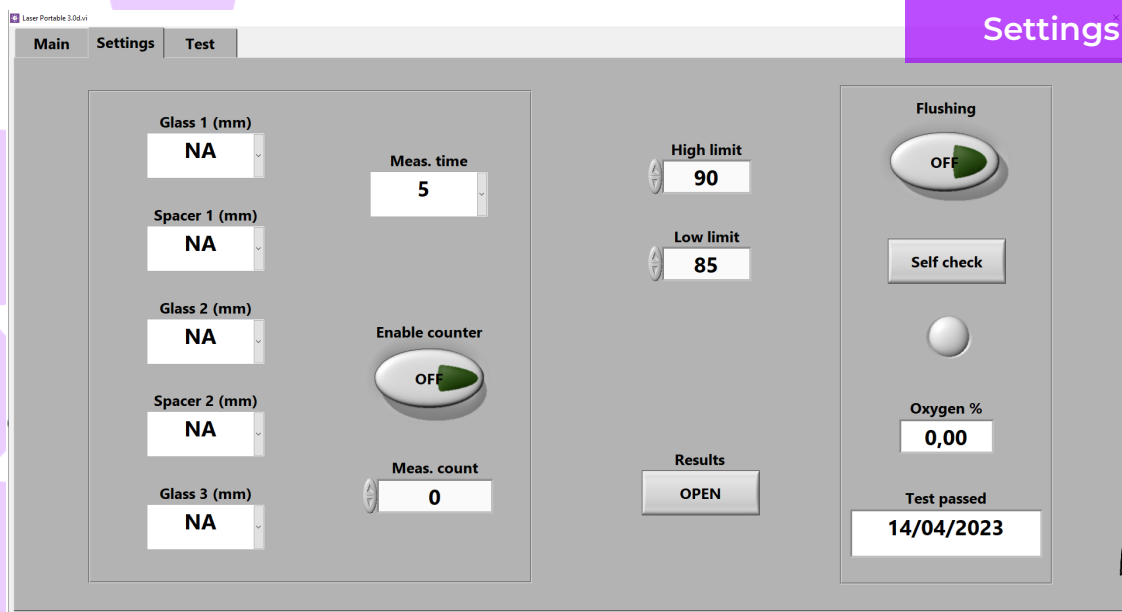 Laser Portable 3.0d.vi
Settings
Main
Settings
Test
Glass 1 (mm)
NA
Spacer 1 (mm)
NA
Glass 2 (mm)
NA
Spacer 2 (mm)
NA
Glass 3 (mm)
NA
Meas. time
5
Enable counter
OFF
Meas. count
0
High limit
90
Low limit
85
Results
OPEN
Flushing
OFF
Self check
Oxygen %
0,00
Test passed
14/04/2023